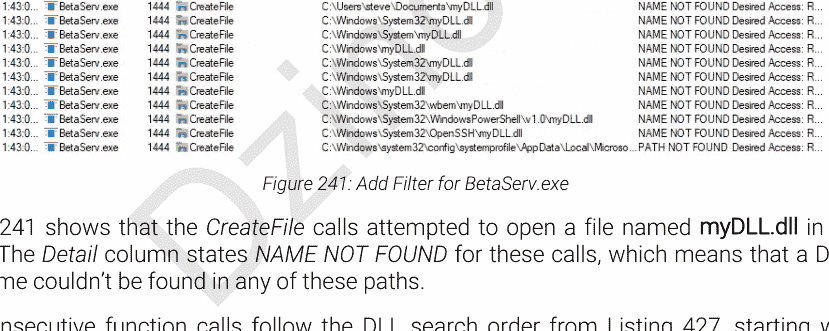 1:43:0... BetaServ.exe 1444 CreateFile C:\Users\steve\Documents\myDLL.dll NAME NOT FOUND Desired Access: R...
1:43:0... BetaServ.exe 1444 CreateFile C:\Windows\System32\myDLL.dll NAME NOT FOUND Desired Access: R...
1:43:0... BetaServ.exe 1444 CreateFile C:\Windows\System\myDLL.dll NAME NOT FOUND Desired Access: R...
1:43:0... BetaServ.exe 1444 CreateFile C:\Windows\myDLL.dll NAME NOT FOUND Desired Access: R...
1:43:0... BetaServ.exe 1444 CreateFile C:\Windows\System32\myDLL.dll NAME NOT FOUND Desired Access: R...
1:43:0... BetaServ.exe 1444 CreateFile C:\Windows\System32\myDLL.dll NAME NOT FOUND Desired Access: R...
1:43:0... BetaServ.exe 1444 CreateFile C:\Windows\myDLL.dll NAME NOT FOUND Desired Access: R...
1:43:0... BetaServ.exe 1444 CreateFile C:\Windows\System32\wbem\myDLL.dll NAME NOT FOUND Desired Access: R...
1:43:0... BetaServ.exe 1444 CreateFile C:\Windows\System32\WindowsPowerShell\v1.0\myDLL.dll NAME NOT FOUND Desired Access: R...
1:43:0... BetaServ.exe 1444 CreateFile C:\Windows\System32\OpenSSH\myDLL.dll NAME NOT FOUND Desired Access: R...
1:43:0... BetaServ.exe 1444 CreateFile C:\Windows\system32\config\systemprofile\AppData\Local\Microso... PATH NOT FOUND Desired Access: R...
Figure 241: Add Filter for BetaServ.exe
241 shows that the CreateFile calls attempted to open a file named myDLL.dll in
The Detail column states NAME NOT FOUND for these calls, which means that a D
me couldn't be found in any of these paths.
nsecutive function calls follow the DLL search order from Listing 427, starting w